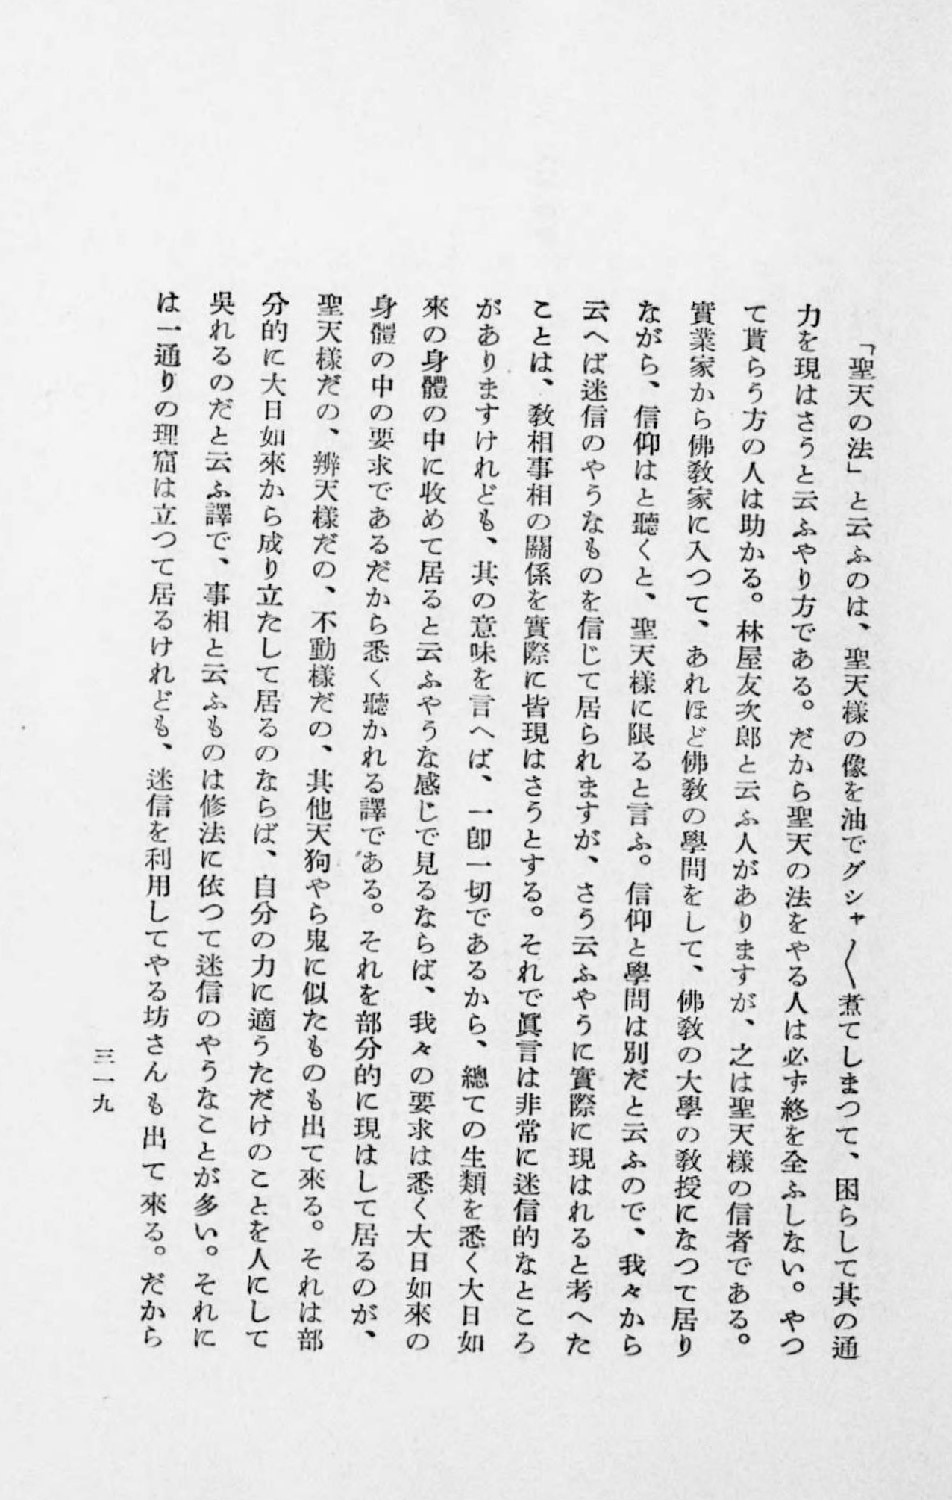 「聖天の法」と云ふのは、聖天樣の像を油でグシャ〱煮てしまつて、困らして其の通
力を現はさうと云ふやり方である。だから聖天の法をやる人は必ず終を全ふしない。やつ
て貰らう方の人は助かる。林屋友次郎と云ふ人がありますが、之は聖天樣の信者である。
實業家から佛敎家に入つて、あれほど佛敎の學問をして、佛敎の大學の敎授になつて居り
ながら、信仰はと聽くと、聖天樣に限ると言ふ。信仰と學問は別だと云ふので、我々から
云へば迷信のやうなものを信じて居られますが、さう云ふやうに實際に現はれると考へた
ことは、敎相事相の關係を實際に皆現はさうとする。それで眞言は非常に迷信的なところ
がありますけれども、其の意味を言へば、一卽一切であるから、總ての生類を悉く大日如
來の身體の中に收めて居ると云ふやうな感じで見るならば、我々の要求は悉く大日如來の
身體の中の要求であるだから悉く聽かれる譯である。それを部分的に現はして居るのが、
聖天樣だの、辨天樣だの、不動樣だの、其他天狗やら鬼に似たものも出て來る。それは部
分的に大日如來から成り立たして居るのならば、自分の力に適うただけのことを人にして
吳れるのだと云ふ譯で、事相と云ふものは修法に依つて迷信のやうなことが多い。それに
は一通りの理窟は立つて居るけれども、迷信を利用してやる坊さんも出て來る。だから
三一九